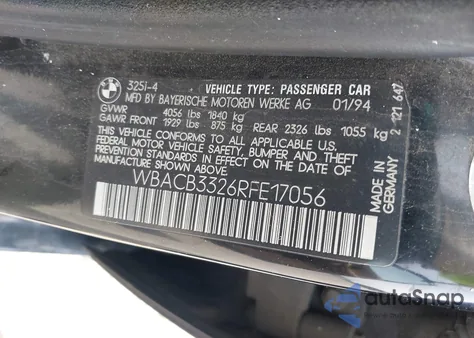 325i-4 VEHICLE TYPE: PASSENGER CAR
MFD BY BAYERISCHE MOTOREN WERKE AG 01/94
GVWR 4056 lbs 1840 kg
GAWR FRONT 1929 lbs 875 kg REAR 2326 lbs 1055 kg
THIS VEHICLE CONFORMS TO ALL APPLICABLE
FEDERAL MOTOR VEHICLE SAFETY, BUMPER AND
THEFT PREVENTION STANDARDS IN EFFECT ON
THE DATE OF MANUFACTURE SHOWN ABOVE.
WBACB3326RFE17056
MADE IN
GERMANY
2 121 642
autoSnap